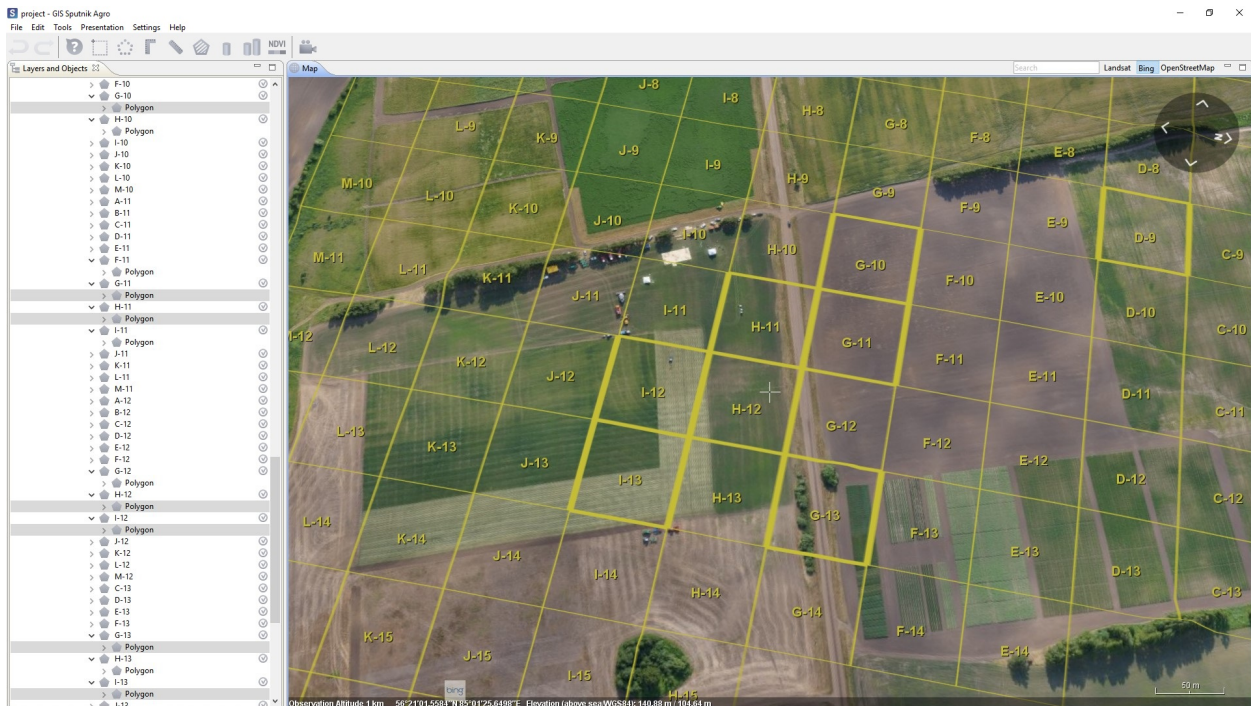 project - GIS Sputnik Agro
File Edit Tools Presentation Settings Help
NDVI
Layers and Objects
F-10
G-10
Polygon
H-10
Polygon
I-10
J-10
K-10
L-10
M-10
A-11
B-11
C-11
D-11
E-11
F-11
Polygon
G-11
Polygon
H-11
Polygon
I-11
Polygon
J-11
K-11
L-11
M-11
A-12
B-12
C-12
D-12
E-12
F-12
G-12
Polygon
H-12
Polygon
I-12
Polygon
J-12
K-12
L-12
M-12
C-13
D-13
E-13
F-13
G-13
Polygon
H-13
Polygon
I-13
Polygon
J-13
Map
Search Landsat Bing OpenStreetMap
J-8 I-8 H-8 G-8 F-8 E-8 D-8
L-9 K-9 J-9 I-9 H-9 G-9 F-9 E-9 D-9 C-9
M-10 L-10 K-10 J-10 I-10 H-10 G-10 F-10 E-10 D-10 C-10
M-11 L-11 K-11 J-11 I-11 H-11 G-11 F-11 E-11 D-11 C-11
I-12 L-12 K-12 J-12 I-12 H-12 G-12 F-12 E-12 D-12 C-12
L-13 K-13 J-13 I-13 H-13 G-13 F-13 E-13 D-13 C-13
L-14 K-14 J-14 I-14 H-14 G-14 F-14 E-14
K-15 J-15 I-15 H-15
N
bing
50 m
Observation Altitude 1 km 56°21'01,5584"N 85°01'25,6498"E Elevation (above sea/WGS84): 140.88 m / 104.64 m